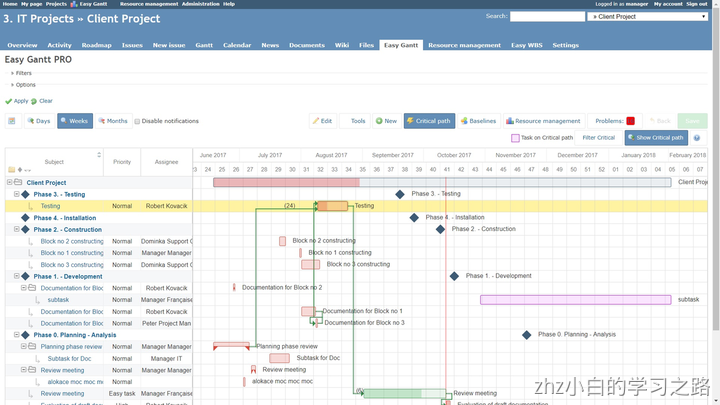 Home My page Projects Easy Gantt Resource management Administration Help Logged in as manager My account Sign out
3. IT Projects » Client Project Search: » Client Project
Overview Activity Roadmap Issues New issue Gantt Calendar News Documents Wiki Files Easy Gantt Resource management Easy WBS Settings
Easy Gantt PRO
Filters
Options
Apply Clear
Days Weeks Months Disable notifications Edit Tools New Critical path Baselines Resource management Problems: Back Save
Task on Critical path Filter Critical Show Critical path
Subject Priority Assignee
June 2017 July 2017 August 2017 September 2017 October 2017 November 2017 December 2017 January 2018 February 2018
23 24 25 26 27 28 29 30 31 32 33 34 35 36 37 38 39 40 41 42 43 44 45 46 47 48 49 50 51 52 01 02 03 04 05 06 07
Client Project Client Proj
Phase 3. - Testing Phase 3. - Testing
Testing Normal Robert Kovacik (24) Testing
Phase 4. - Installation Phase 4. - Installation
Phase 2. - Construction Phase 2. - Construction
Block no 2 constructing Normal Dominka Support C Block no 2 constructing
Block no 1 constructing Normal Manager Manager Block no 1 constructing
Block no 3 constructing Normal Dominka Support C Block no 3 constructing
Phase 1. - Development Phase 1. - Development
Documentation for Bloc Normal Robert Kovacik Documentation for Block no 2
subtask Normal Manager Française subtask
Documentation for Bloc Normal Robert Kovacik Documentation for Block no 1
Documentation for Bloc Normal Peter Project Man Documentation for Block no 3
Phase 0. Planning - Analysis Phase 0. Planning - Analysis
Planning phase review Normal Manager Manager Planning phase review
Subtask for Doc Normal Manager IT Subtask for Doc
Review meeting Normal Manager Manager Review meeting
alokace moc moc mo Normal Manager Manager alokace moc moc moc
Review meeting Easy task Manager Française Review meeting
Evaluation of draft documentation
zhz小白的学习之路